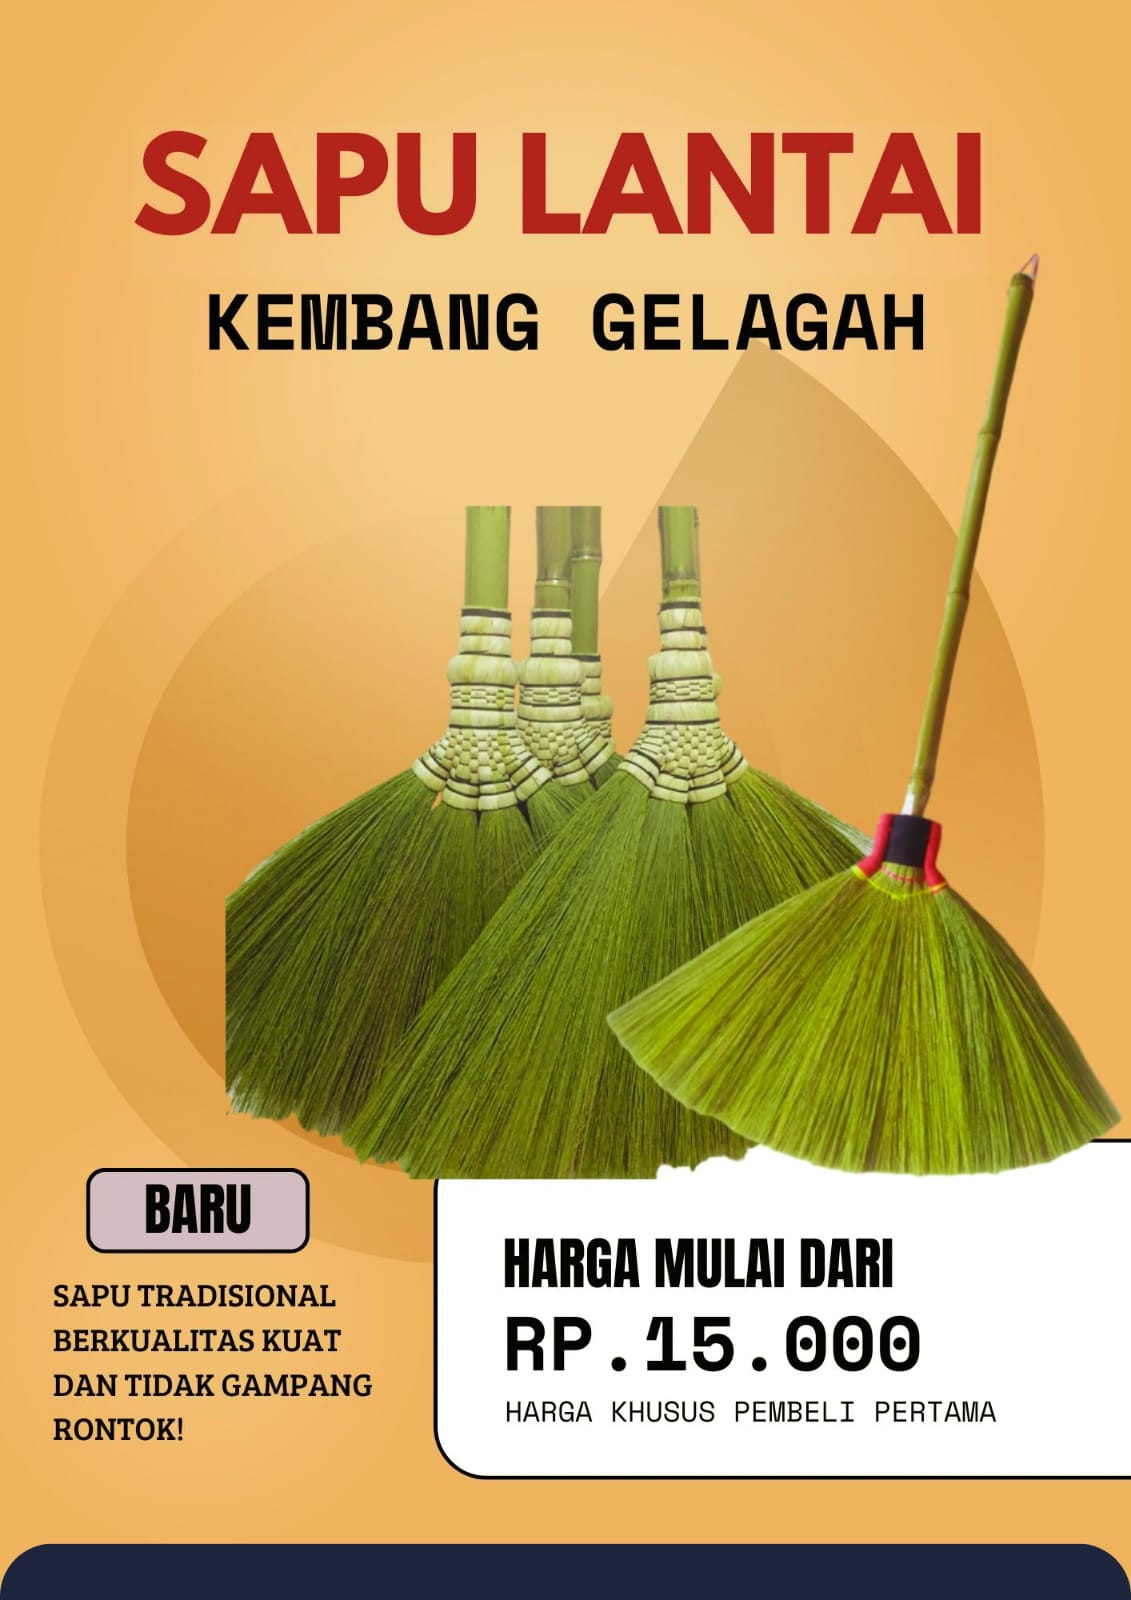 SAPU LANTAI
KEMBANG GELAGAH
BARU
SAPU TRADISIONAL
BERKUALITAS KUAT
DAN TIDAK GAMPANG
RONTOK!
HARGA MULAI DARI
RP.15.000
HARGA KHUSUS PEMBELI PERTAMA